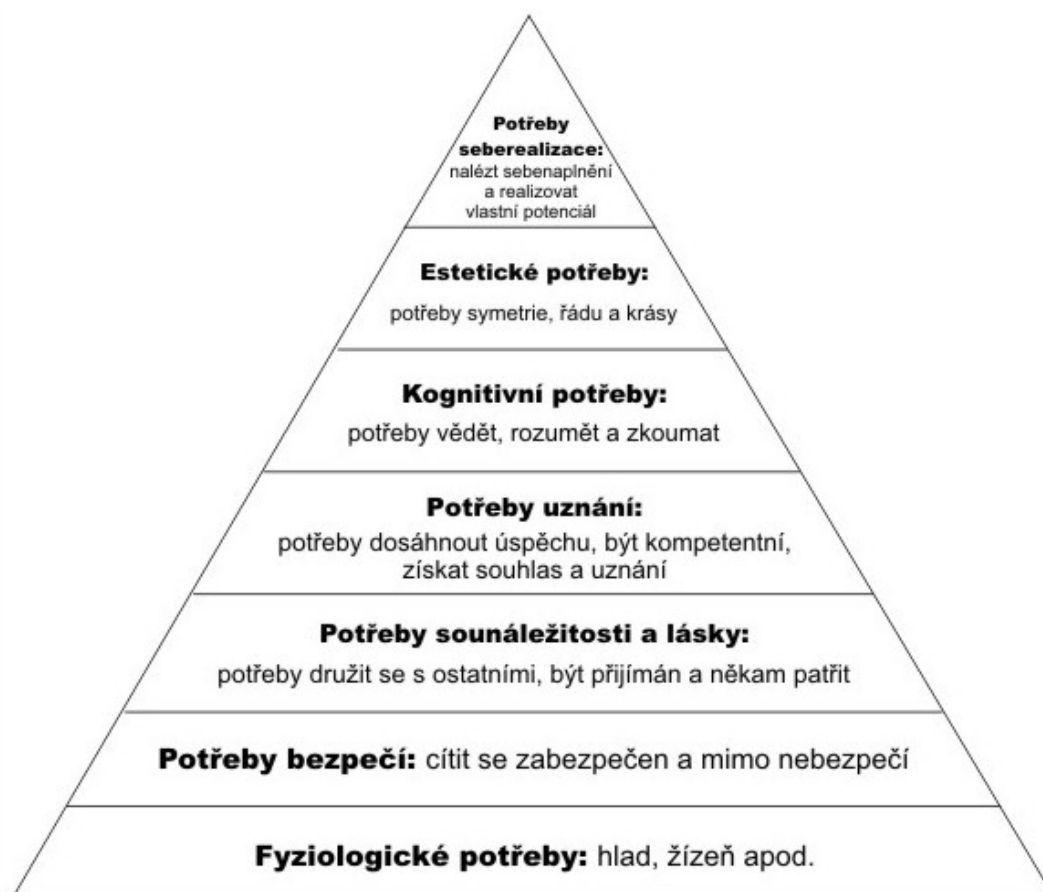 Potřeby
seberealizace:
nalézt sebenaplnění
a realizovat
vlastní potenciál
Estetické potřeby:
potřeby symetrie, řádu a krásy
Kognitivní potřeby:
potřeby vědět, rozumět a zkoumat
Potřeby uznání:
potřeby dosáhnout úspěchu, být kompetentní,
získat souhlas a uznání
Potřeby sounáležitosti a lásky:
potřeby družit se s ostatními, být přijímán a někam patřit
Potřeby bezpečí: cítit se zabezpečen a mimo nebezpečí
Fyziologické potřeby: hlad, žízeň apod.